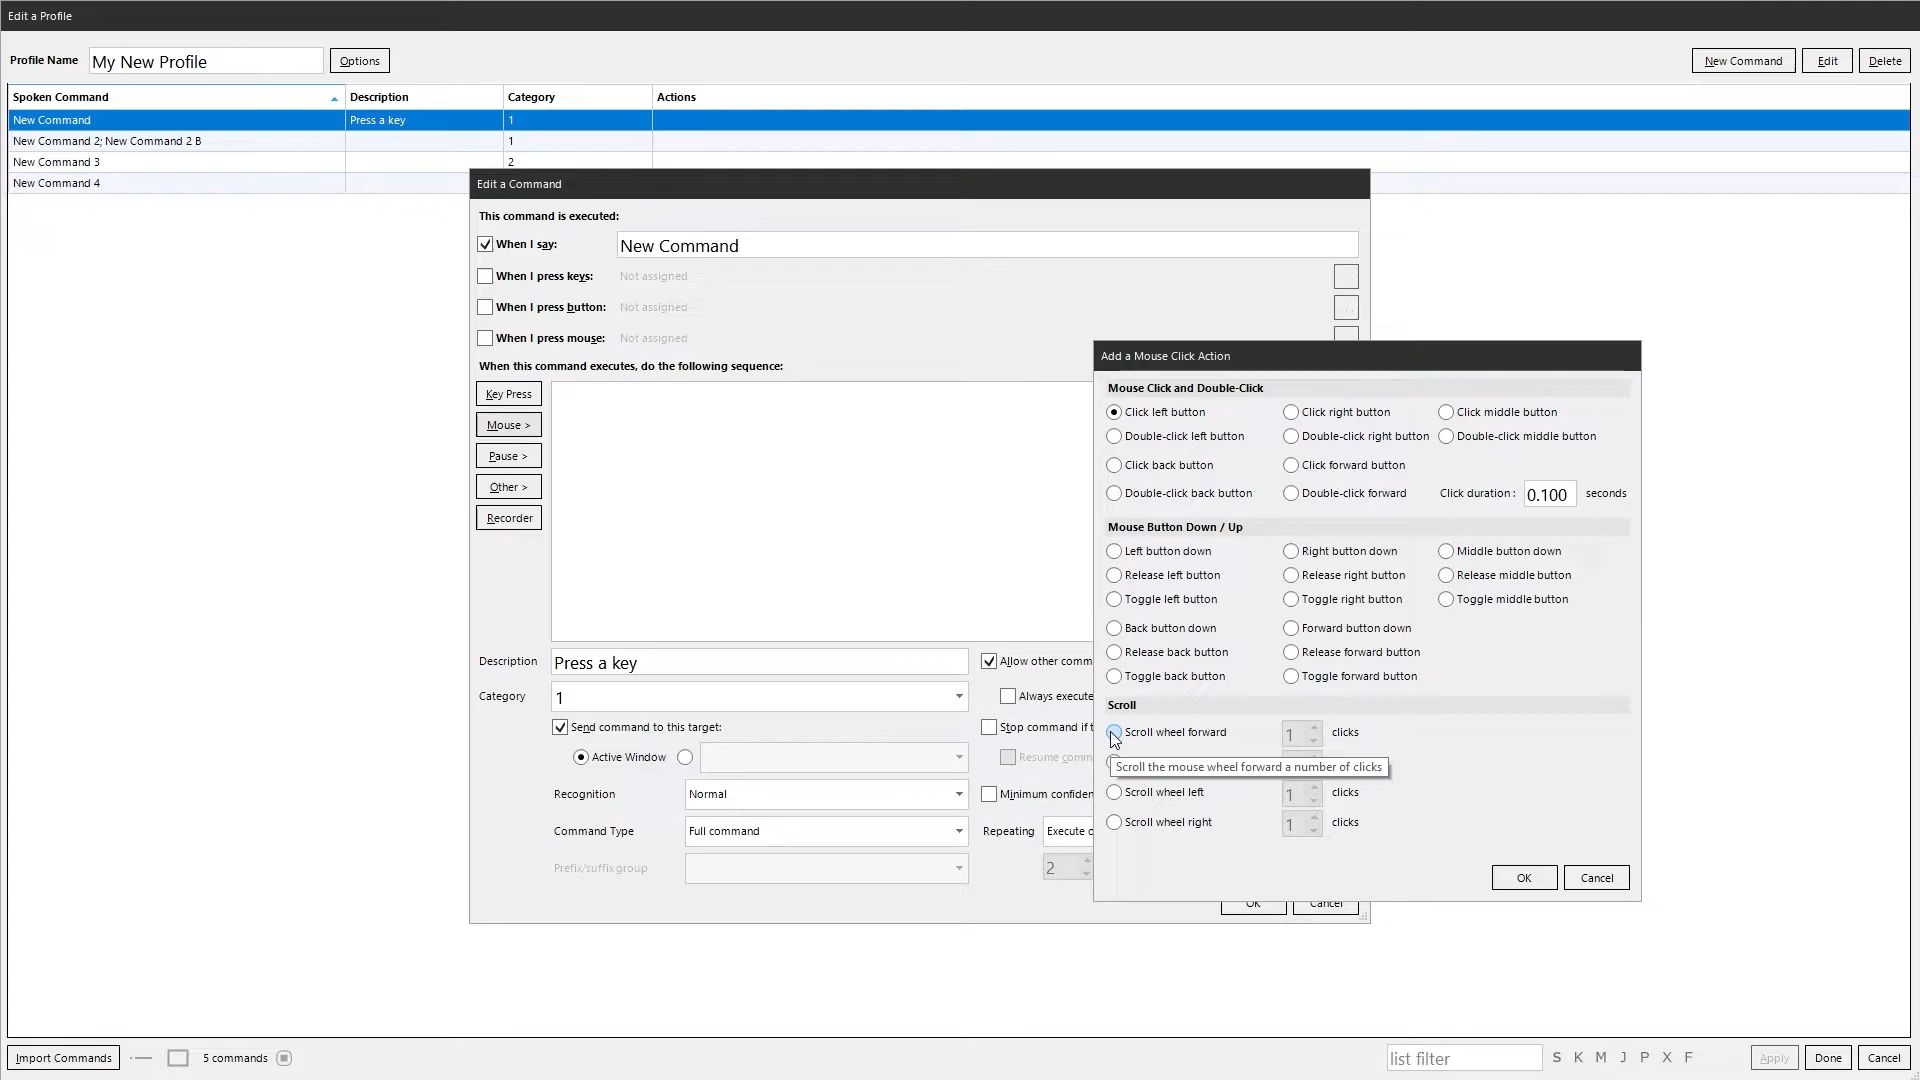 Edit a Profile
Profile Name My New Profile Options New Command Edit Delete
Spoken Command Description Category Actions
New Command Press a key 1
New Command 2; New Command 2 B 1
New Command 3 2
New Command 4
Edit a Command
This command is executed:
When I say: New Command
When I press keys: Not assigned ...
When I press button: Not assigned ...
When I press mouse: Not assigned
When this command executes, do the following sequence:
Key Press
Mouse >
Pause >
Other >
Recorder
Description Press a key Allow other comm
Category 1 Always execute
Send command to this target: Stop command if t
Active Window Resume comm
Recognition Normal Minimum confiden
Command Type Full command Repeating Execute o
Prefix/suffix group 2
OK Cancel
Add a Mouse Click Action
Mouse Click and Double-Click
Click left button Click right button Click middle button
Double-click left button Double-click right button Double-click middle button
Click back button Click forward button
Double-click back button Double-click forward Click duration : 0.100 seconds
Mouse Button Down / Up
Left button down Right button down Middle button down
Release left button Release right button Release middle button
Toggle left button Toggle right button Toggle middle button
Back button down Forward button down
Release back button Release forward button
Toggle back button Toggle forward button
Scroll
Scroll wheel forward 1 clicks
Scroll the mouse wheel forward a number of clicks
Scroll wheel left 1 clicks
Scroll wheel right 1 clicks
OK Cancel
Import Commands 5 commands list filter S K M J P X F Apply Done Cancel